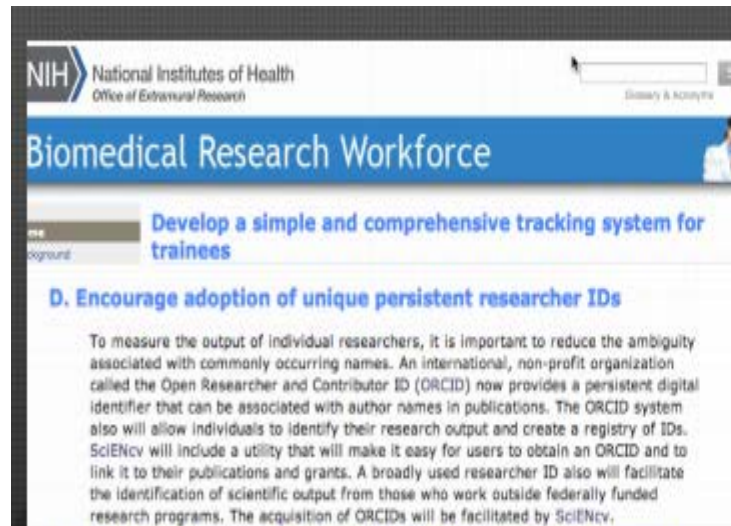 NIH National Institutes of Health
Office of Extramural Research
Glossary & Acronyms
Biomedical Research Workforce
Develop a simple and comprehensive tracking system for
trainees
D. Encourage adoption of unique persistent researcher IDs
To measure the output of individual researchers, it is important to reduce the ambiguity
associated with commonly occurring names. An international, non-profit organization
called the Open Researcher and Contributor ID (ORCID) now provides a persistent digital
identifier that can be associated with author names in publications. The ORCID system
also will allow individuals to identify their research output and create a registry of IDs.
SciENcv will include a utility that will make it easy for users to obtain an ORCID and to
link it to their publications and grants. A broadly used researcher ID also will facilitate
the identification of scientific output from those who work outside federally funded
research programs. The acquisition of ORCIDs will be facilitated by SciENcv.